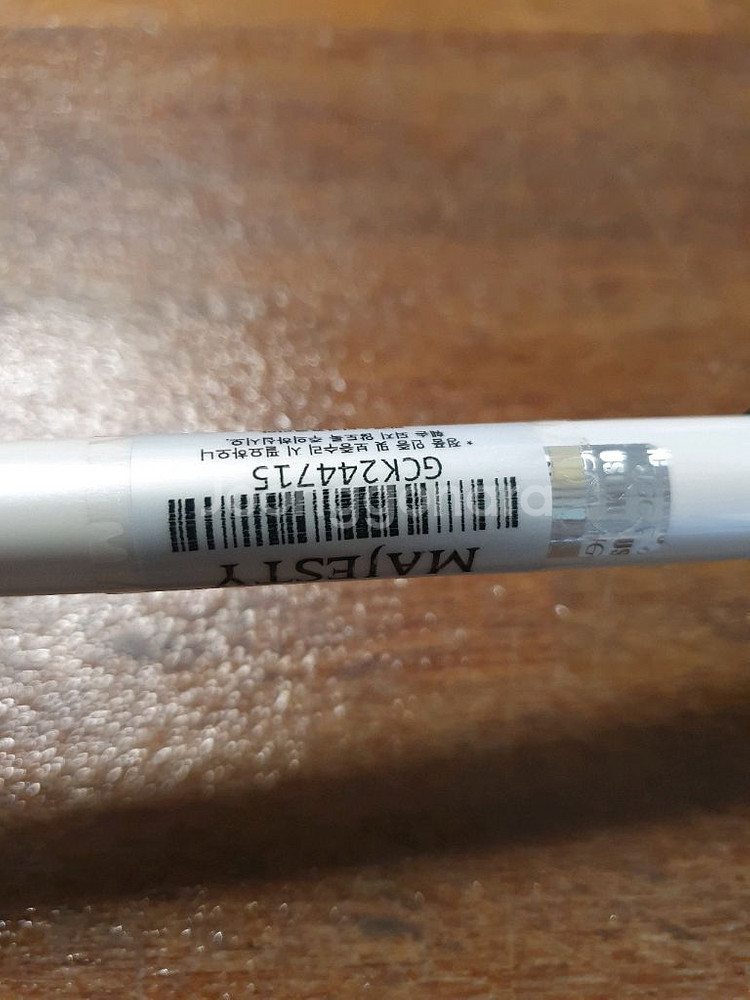 MAJESTY
GCK244715
* 정품 인증 및 보증수리 시 필요하오니
훼손 되지 않도록 주의하십시오.
Joonggonara